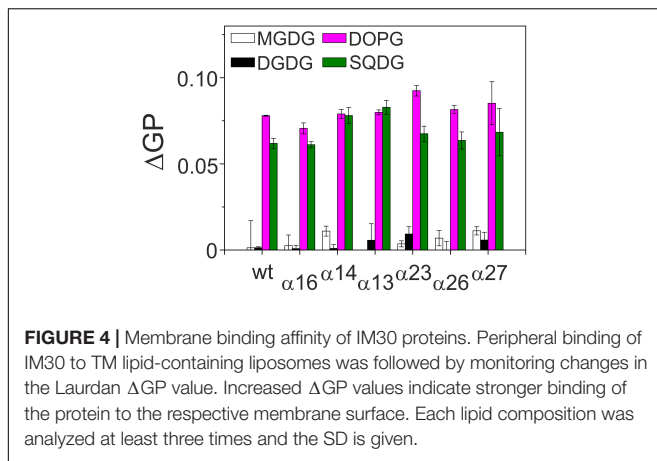 MGDG DOPG
DGDG SQDG
0.10
ΔGP
0.05
0
wt α16 α14 α13 α23 α26 α27
FIGURE 4 | Membrane binding affinity of IM30 proteins. Peripheral binding of
IM30 to TM lipid-containing liposomes was followed by monitoring changes in
the Laurdan ΔGP value. Increased ΔGP values indicate stronger binding of
the protein to the respective membrane surface. Each lipid composition was
analyzed at least three times and the SD is given.